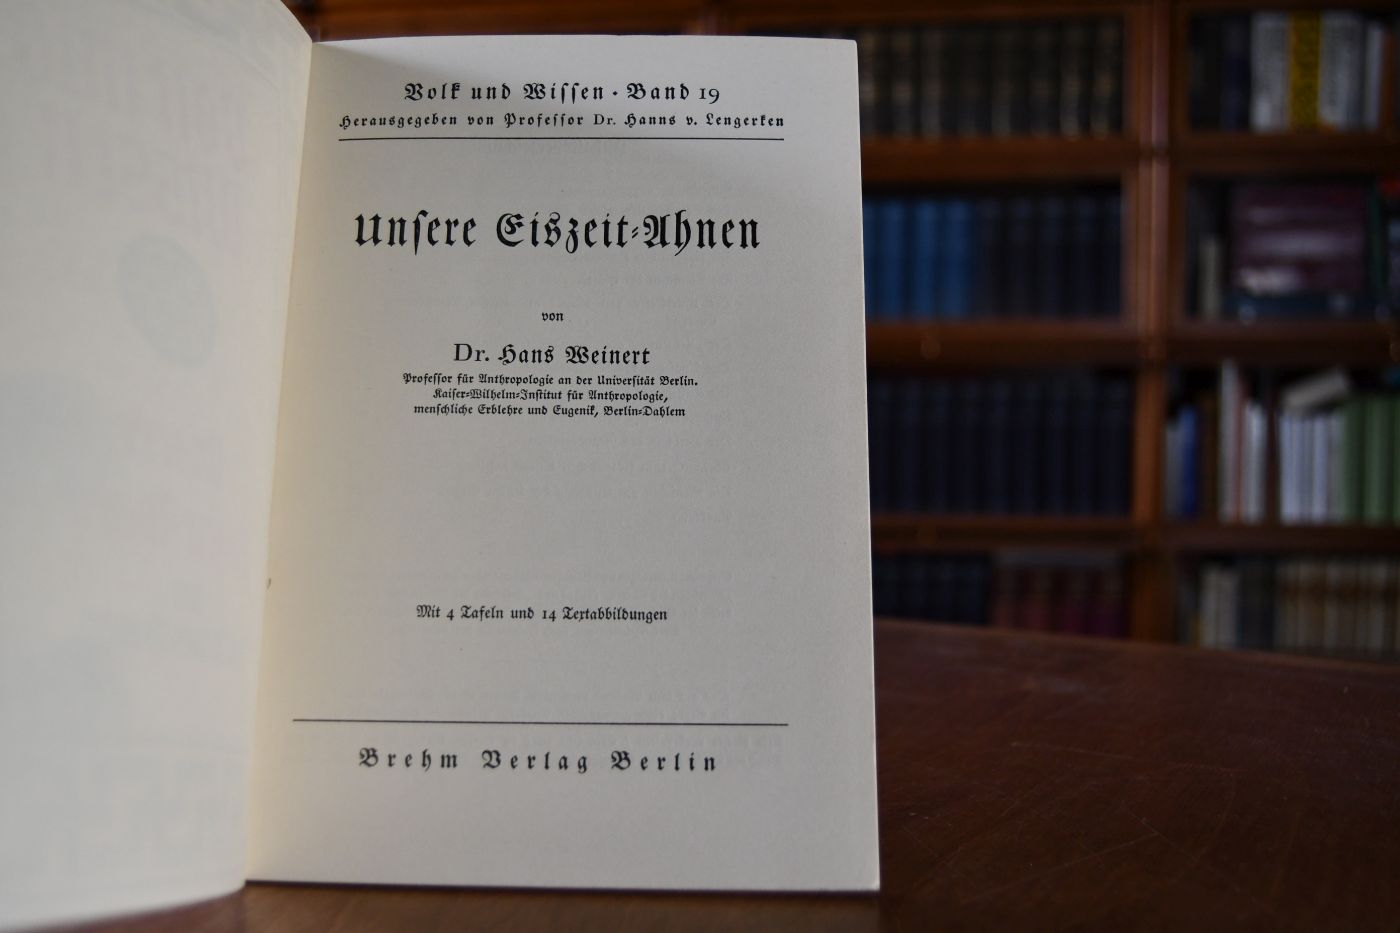 Volk und Wiſſen · Band 19
Herausgegeben von Profeſſor Dr. Hanns v. Lengerken
Unſere Eiszeit⸗Ahnen
von
Dr. Hans Weinert
Profeſſor für Anthropologie an der Univerſität Berlin.
Kaiſer⸗Wilhelm⸗Inſtitut für Anthropologie,
menſchliche Erblehre und Eugenik, Berlin⸗Dahlem
Mit 4 Tafeln und 14 Textabbildungen
Brehm Verlag Berlin